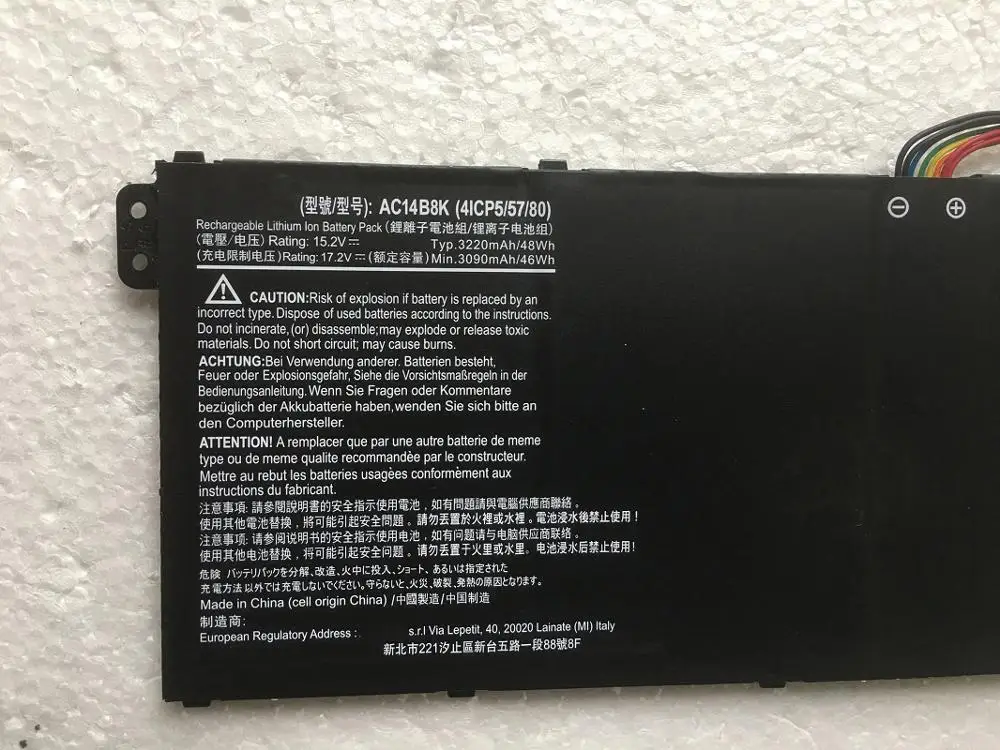 (型號/型号): AC14B8K (4ICP5/57/80)
Rechargeable Lithium Ion Battery Pack (鋰離子電池組/锂离子电池组)
(電壓/电压) Rating: 15.2V⎓ Typ.3220mAh/48Wh
(充电限制电压)Rating: 17.2V⎓ (额定容量) Min.3090mAh/46Wh
CAUTION:Risk of explosion if battery is replaced by an
incorrect type. Dispose of used batteries according to the instructions.
Do not incinerate,(or) disassemble;may explode or release toxic
materials. Do not short circuit; may cause burns.
ACHTUNG:Bei Verwendung anderer. Batterien besteht,
Feuer oder Explosionsgefahr, Siehe die Vorsichtsmaßregeln in der
Bedienungsanleitung. Wenn Sie Fragen oder Kommentare
bezüglich der Akkubatterie haben,wenden Sie sich bitte an
den Computerhersteller.
ATTENTION! A remplacer que par une autre batterie de meme
type ou de meme qualite recommandèe par le constructeur.
Mettre au rebut les batteries usagèes conformèment aux
instructions du fabricant.
注意事項: 請參閱說明書的安全指示使用電池，如有問題請與電腦供應商聯絡。
使用其他電池替換，將可能引起安全問題。請勿丟置於火裡或水裡。電池浸水後禁止使用！
注意事项: 请参阅说明书的安全指示使用电池，如有问题请与电脑供应商联络。
使用其他电池替换，将可能引起安全问题。请勿丢置于火里或水里。电池浸水后禁止使用!
危険 バッテリパックを分解、改造、火中に投入、ショート、あるいは指定された
充電方法以外では充電しないでください。守らないと、火災、破裂、発熱の原因となります。
Made in China (cell origin China) /中國製造/中国制造
制造商:
European Regulatory Address : s.r.l Via Lepetit, 40, 20020 Lainate (MI) Italy
新北市221汐止區新台五路一段88號8F